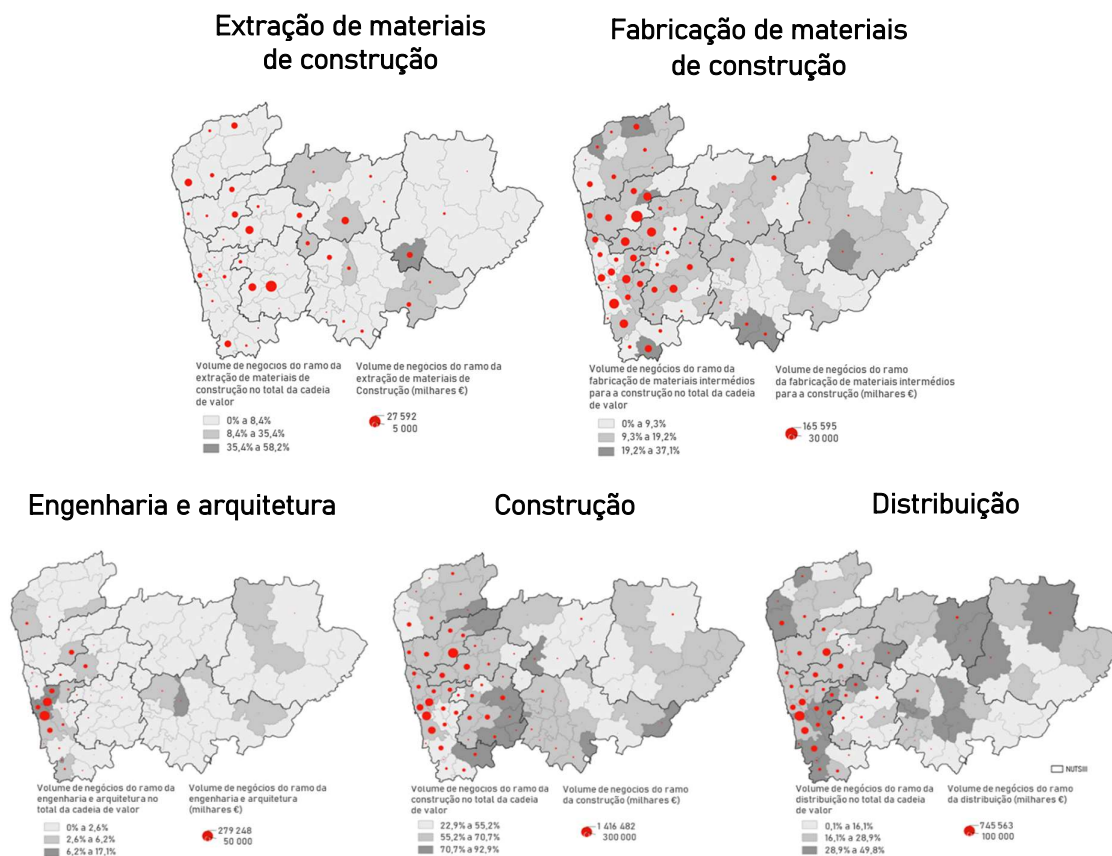 Extração de materiais
de construção
Fabricação de materiais
de construção
Volume de negócios do ramo da
extração de materiais de
construção no total da cadeia
de valor
0% a 8,4%
8,4% a 35,4%
35,4% a 58,2%
Volume de negócios do ramo da
extração de materiais de
Construção (milhares €)
27 592
5 000
Volume de negócios do ramo da
fabricação de materiais intermédios
para a construção no total da cadeia
de valor
0% a 9,3%
9,3% a 19,2%
19,2% a 37,1%
Volume de negócios do ramo
da fabricação de materiais intermédios
para a construção (milhares €)
165 595
30 000
Engenharia e arquitetura
Construção
Distribuição
Volume de negócios do ramo da
engenharia e arquitetura no
total da cadeia de valor
0% a 2,6%
2,6% a 6,2%
6,2% a 17,1%
Volume de negócios do ramo da
engenharia e arquitetura
(milhares €)
279 248
50 000
Volume de negócios do ramo da
construção no total da cadeia
de valor
22,9% a 55,2%
55,2% a 70,7%
70,7% a 92,9%
Volume de negócios do ramo
da construção (milhares €)
1 416 482
300 000
NUTSIII
Volume de negócios do ramo da
distribuição no total da cadeia
de valor
0,1% a 16,1%
16,1% a 28,9%
28,9% a 49,8%
Volume de negócios do ramo
da distribuição (milhares €)
745 563
100 000